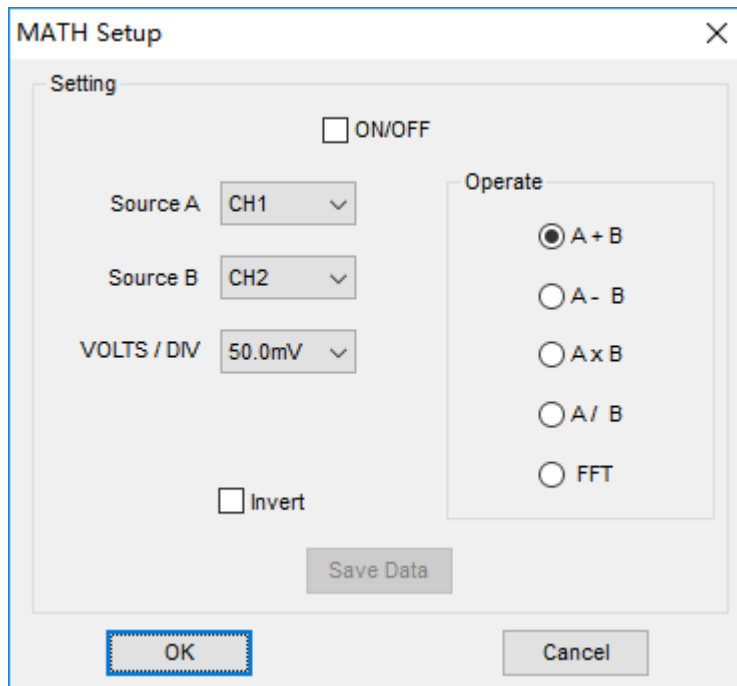 MATH Setup
Setting
ON/OFF
Source A CH1
Source B CH2
VOLTS / DIV 50.0mV
Invert
Operate
A + B
A - B
A x B
A / B
FFT
Save Data
OK
Cancel